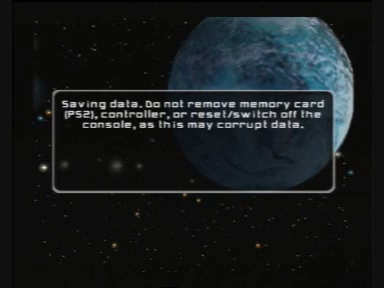 Saving data. Do not remove memory card
(PS2), controller, or reset/switch off the
console, as this may corrupt data.